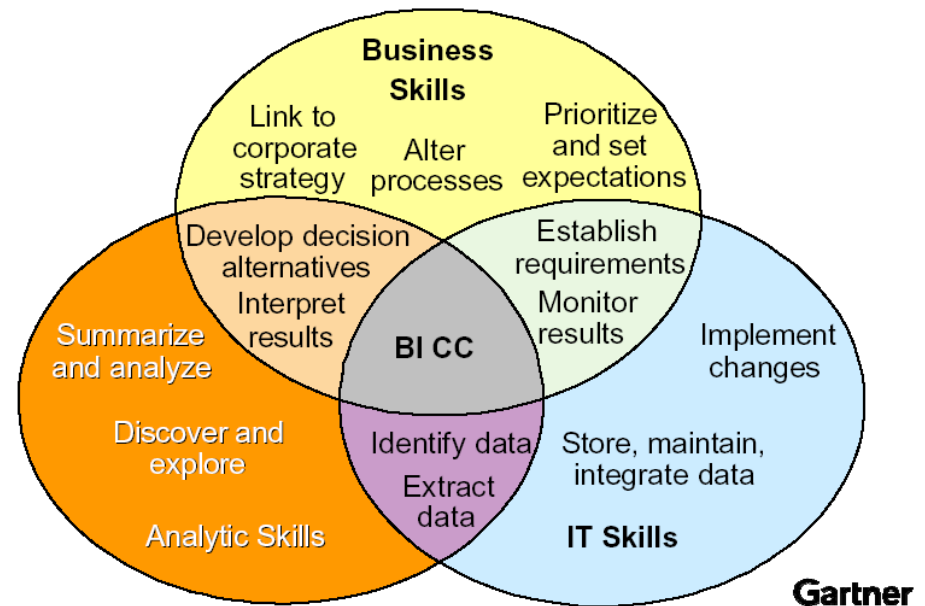 Business
Skills
Link to
corporate
strategy
Alter
processes
Prioritize
and set
expectations
Develop decision
alternatives
Interpret
results
Establish
requirements
Monitor
results
BI CC
Summarize
and analyze
Discover and
explore
Analytic Skills
Identify data
Extract
data
Implement
changes
Store, maintain,
integrate data
IT Skills
Gartner